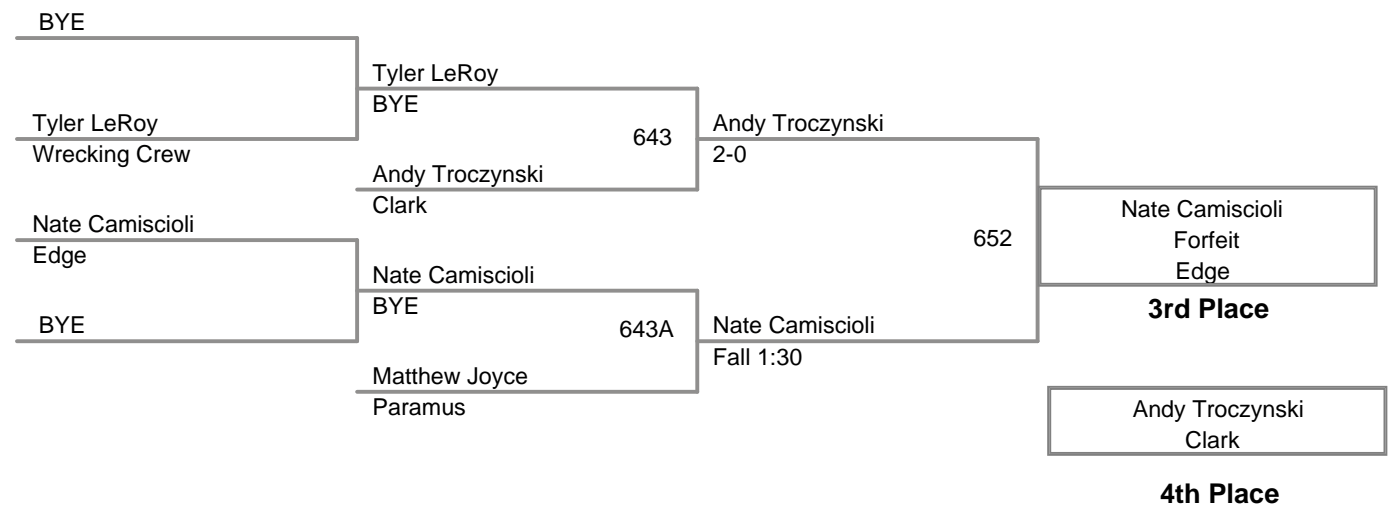 BYE
Tyler LeRoy
BYE
Tyler LeRoy
Wrecking Crew
643
Andy Troczynski
2-0
Andy Troczynski
Clark
Nate Camiscioli
Edge
652
Nate Camiscioli
Forfeit
Edge
3rd Place
Nate Camiscioli
BYE
BYE
643A
Nate Camiscioli
Fall 1:30
Matthew Joyce
Paramus
Andy Troczynski
Clark
4th Place